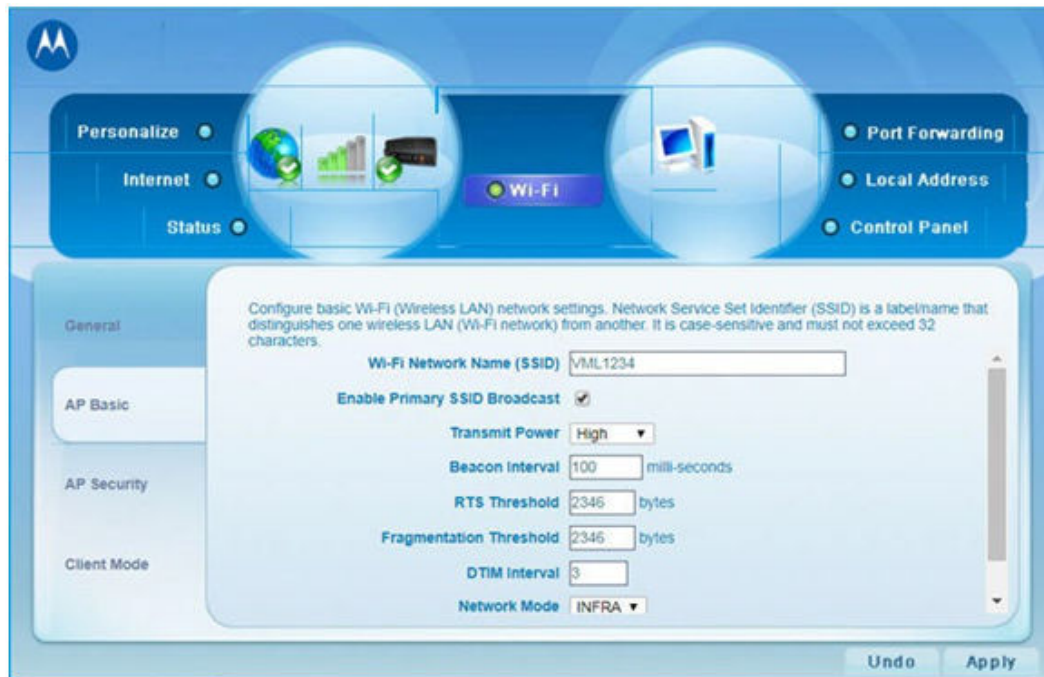 Personalize
Internet
Status
Wi-Fi
Port Forwarding
Local Address
Control Panel
General
AP Basic
AP Security
Client Mode
Configure basic Wi-Fi (Wireless LAN) network settings. Network Service Set Identifier (SSID) is a label/name that
distinguishes one wireless LAN (Wi-Fi network) from another. It is case-sensitive and must not exceed 32
characters.
Wi-Fi Network Name (SSID) VML1234
Enable Primary SSID Broadcast
Transmit Power High
Beacon Interval 100 milli-seconds
RTS Threshold 2346 bytes
Fragmentation Threshold 2346 bytes
DTIM Interval 3
Network Mode INFRA
Undo Apply